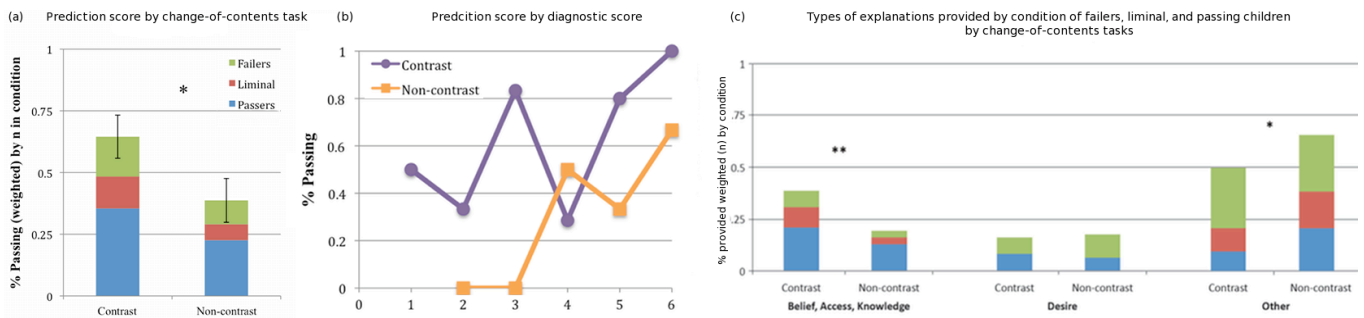 (a) Prediction score by change-of-contents task
% Passing (weighted) by n in condition
1
0.75
0.5
0.25
0
*
Failers
Liminal
Passers
Contrast
Non-contrast
(b) Predcition score by diagnostic score
% Passing
1
0.8
0.6
0.4
0.2
0
Contrast
Non-contrast
0 1 2 3 4 5 6
(c) Types of explanations provided by condition of failers, liminal, and passing children
by change-of-contents tasks
% provided weighted (n) by condition
1
.75
0.5
.25
0
**
*
Contrast Non-contrast Contrast Non-contrast Contrast Non-contrast
Belief, Access, Knowledge Desire Other